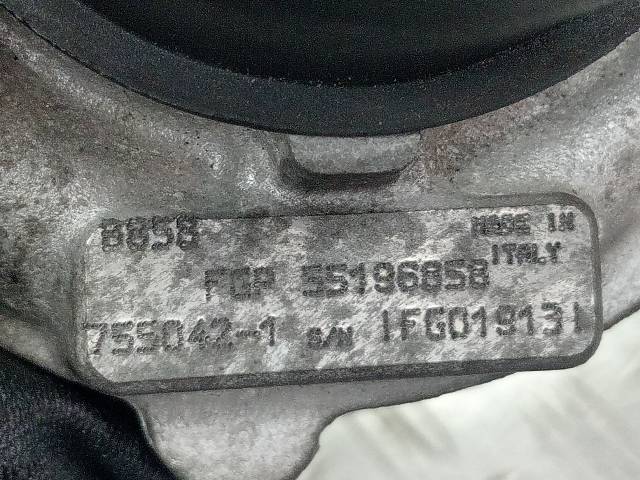 8858 MADE IN
ITALY
FGP 55196858
755042-1 S/N 1FG019131